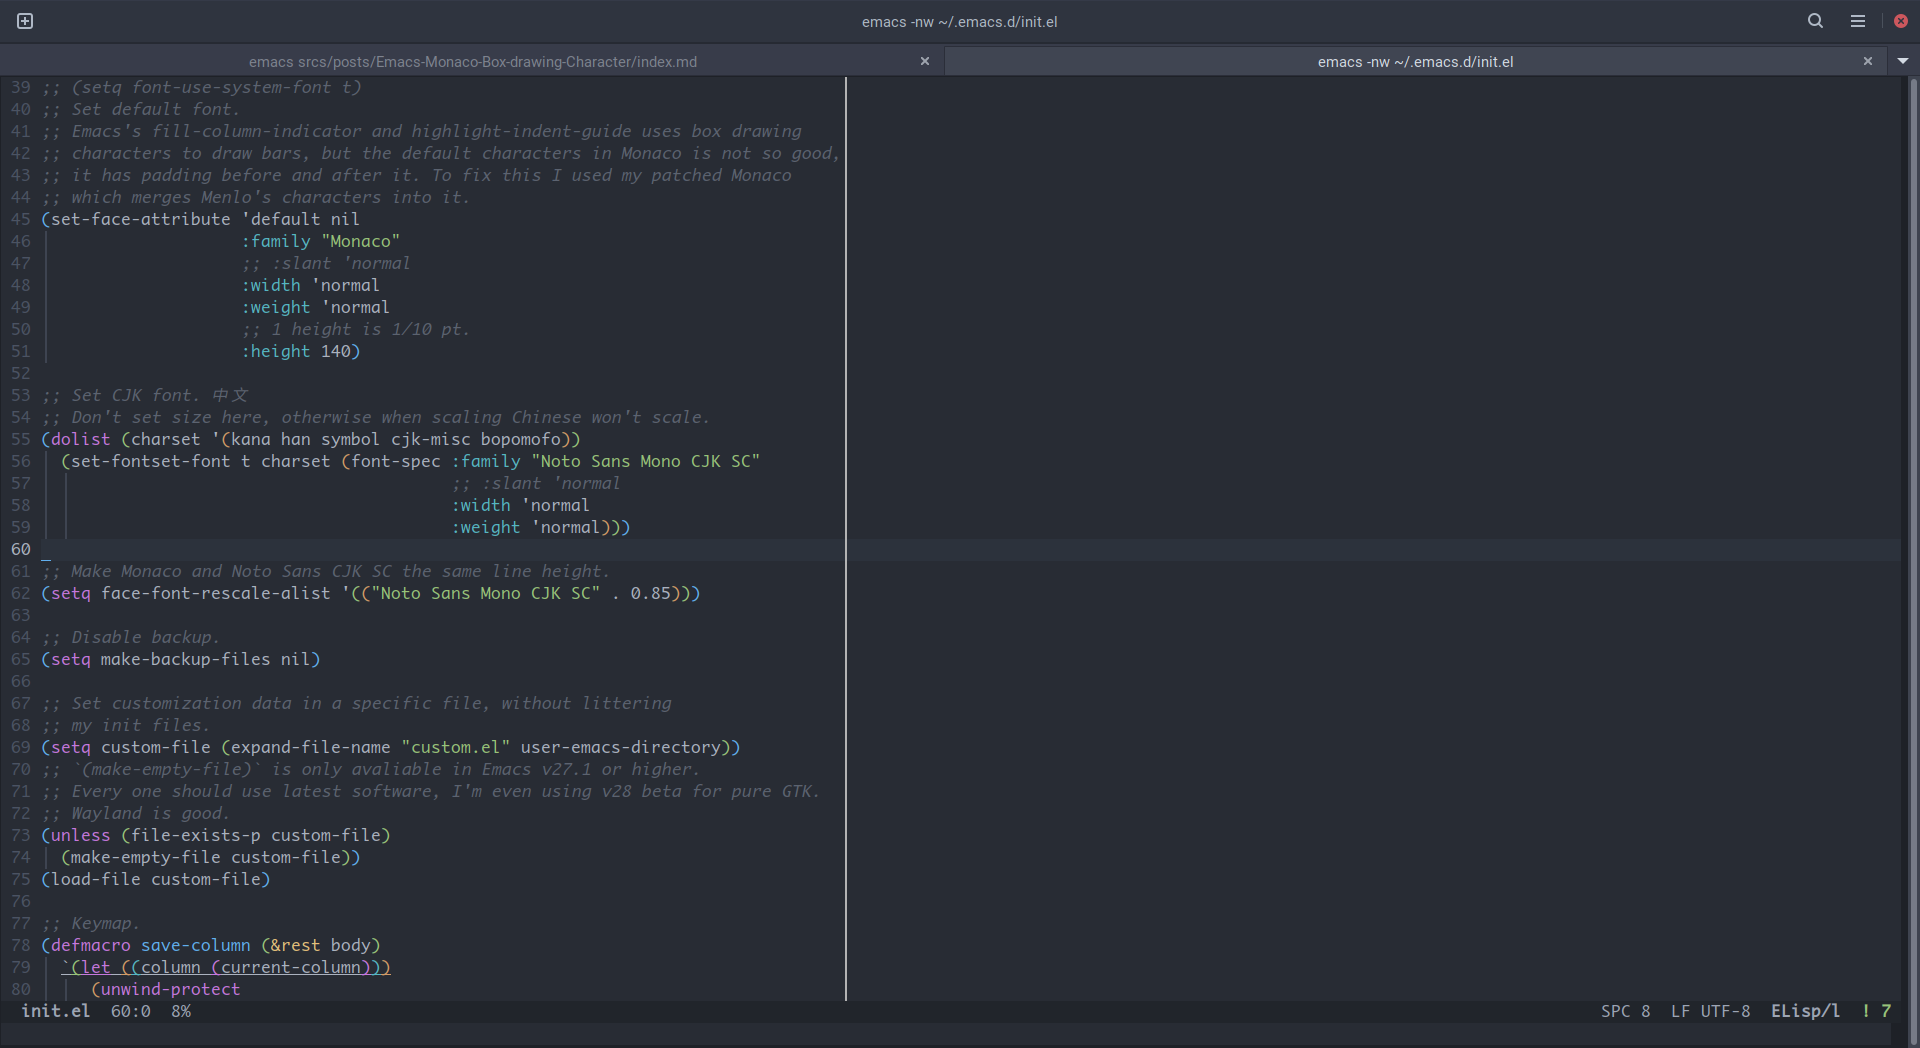 emacs -nw ~/.emacs.d/init.el
emacs srcs/posts/Emacs-Monaco-Box-drawing-Character/index.md
emacs -nw ~/.emacs.d/init.el
39 ;; (setq font-use-system-font t)
40 ;; Set default font.
41 ;; Emacs's fill-column-indicator and highlight-indent-guide uses box drawing
42 ;; characters to draw bars, but the default characters in Monaco is not so good,
43 ;; it has padding before and after it. To fix this I used my patched Monaco
44 ;; which merges Menlo's characters into it.
45 (set-face-attribute 'default nil
46                     :family "Monaco"
47                     ;; :slant 'normal
48                     :width 'normal
49                     :weight 'normal
50                     ;; 1 height is 1/10 pt.
51                     :height 140)
52
53 ;; Set CJK font. 中文
54 ;; Don't set size here, otherwise when scaling Chinese won't scale.
55 (dolist (charset '(kana han symbol cjk-misc bopomofo))
56   (set-fontset-font t charset (font-spec :family "Noto Sans Mono CJK SC"
57                                          ;; :slant 'normal
58                                          :width 'normal
59                                          :weight 'normal)))
60
61 ;; Make Monaco and Noto Sans CJK SC the same line height.
62 (setq face-font-rescale-alist '(("Noto Sans Mono CJK SC" . 0.85)))
63
64 ;; Disable backup.
65 (setq make-backup-files nil)
66
67 ;; Set customization data in a specific file, without littering
68 ;; my init files.
69 (setq custom-file (expand-file-name "custom.el" user-emacs-directory))
70 ;; `(make-empty-file)` is only avaliable in Emacs v27.1 or higher.
71 ;; Every one should use latest software, I'm even using v28 beta for pure GTK.
72 ;; Wayland is good.
73 (unless (file-exists-p custom-file)
74   (make-empty-file custom-file))
75 (load-file custom-file)
76
77 ;; Keymap.
78 (defmacro save-column (&rest body)
79   `(let ((column (current-column)))
80      (unwind-protect
init.el  60:0  8%  SPC 8  LF UTF-8  ELisp/l  ! 7